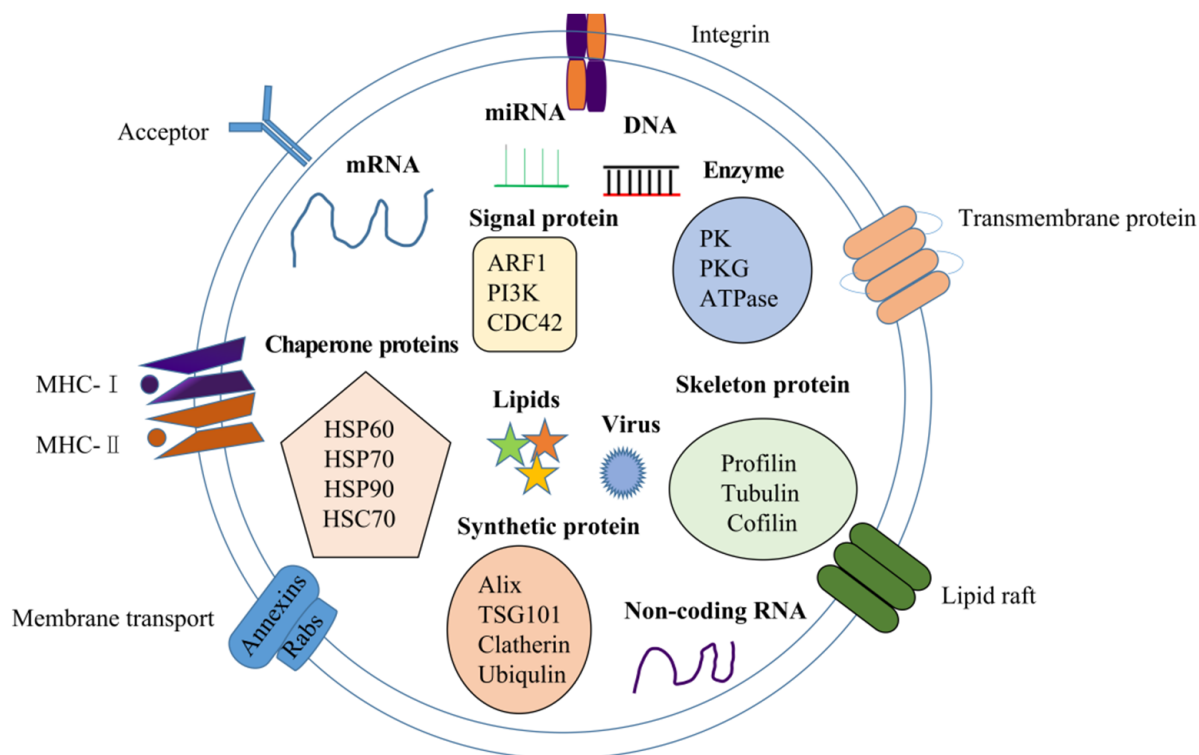 Integrin
miRNA
DNA
Acceptor
mRNA
Enzyme
Signal protein
Transmembrane protein
PK
PKG
ATPase
ARF1
PI3K
CDC42
Chaperone proteins
MHC-Ⅰ
Skeleton protein
Lipids
Virus
MHC-Ⅱ
HSP60
HSP70
HSP90
HSC70
Profilin
Tubulin
Cofilin
Synthetic protein
Alix
TSG101
Clatherin
Ubiqulin
Lipid raft
Non-coding RNA
Membrane transport
Annexins
Rabs